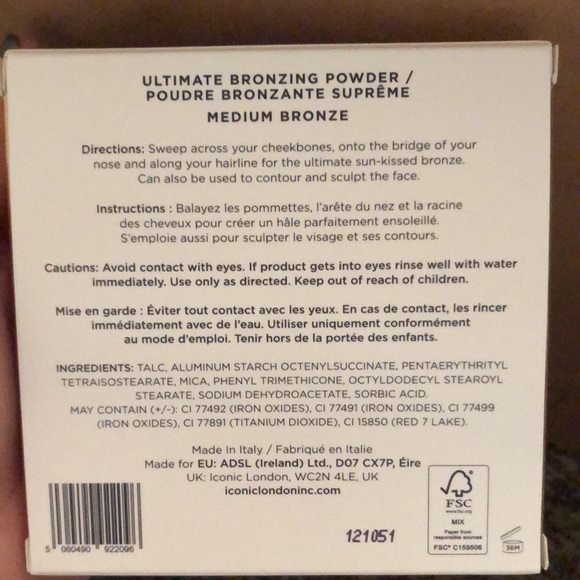 ULTIMATE BRONZING POWDER /
POUDRE BRONZANTE SUPRÊME
MEDIUM BRONZE
Directions: Sweep across your cheekbones, onto the bridge of your
nose and along your hairline for the ultimate sun-kissed bronze.
Can also be used to contour and sculpt the face.
Instructions : Balayez les pommettes, l'arête du nez et la racine
des cheveux pour créer un hâle parfaitement ensoleillé.
S'emploie aussi pour sculpter le visage et ses contours.
Cautions: Avoid contact with eyes. If product gets into eyes rinse well with water
immediately. Use only as directed. Keep out of reach of children.
Mise en garde : Éviter tout contact avec les yeux. En cas de contact, les rincer
immédiatement avec de l'eau. Utiliser uniquement conformément
au mode d'emploi. Tenir hors de la portée des enfants.
INGREDIENTS: TALC, ALUMINUM STARCH OCTENYLSUCCINATE, PENTAERYTHRITYL
TETRAISOSTEARATE, MICA, PHENYL TRIMETHICONE, OCTYLDODECYL STEAROYL
STEARATE, SODIUM DEHYDROACETATE, SORBIC ACID.
MAY CONTAIN (+/-): CI 77492 (IRON OXIDES), CI 77491 (IRON OXIDES), CI 77499
(IRON OXIDES), CI 77891 (TITANIUM DIOXIDE), CI 15850 (RED 7 LAKE).
Made in Italy / Fabriqué en Italie
Made for EU: ADSL (Ireland) Ltd., D07 CX7P, Éire
UK: Iconic London, WC2N 4LE, UK
iconiclondoninc.com
5 060490 922096
121051
FSC
www.fsc.org
MIX
Paper from
responsible sources
FSC® C159506
36M